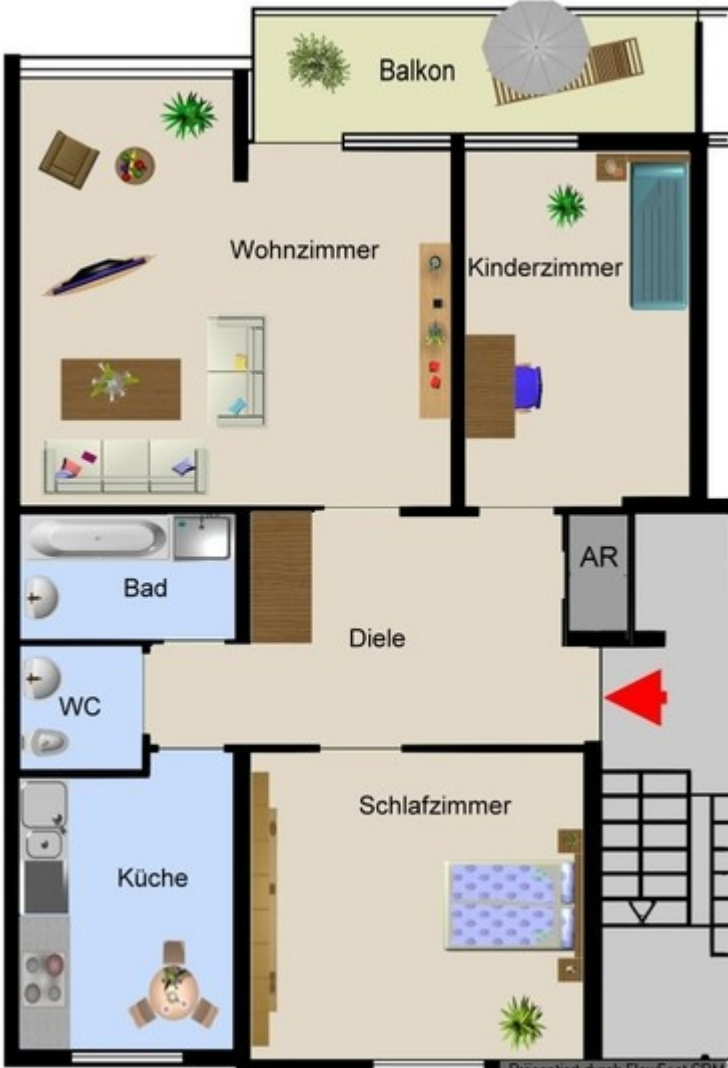 Balkon
Wohnzimmer
Kinderzimmer
Bad
AR
Diele
WC
Schlafzimmer
Küche